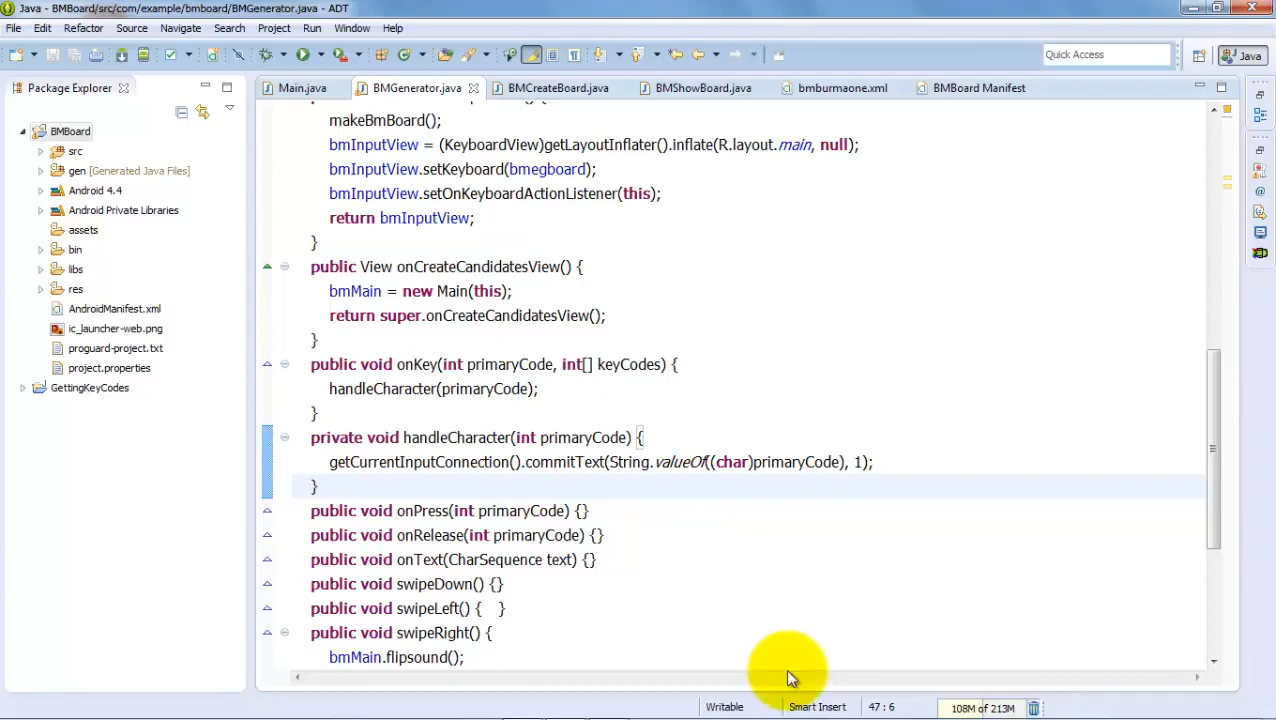 Java - BMBoard/src/com/example/bmboard/BMGenerator.java - ADT
File Edit Refactor Source Navigate Search Project Run Window Help
Quick Access
Java
Package Explorer
Main.java BMGenerator.java BMCreateBoard.java BMShowBoard.java bmburmaone.xml BMBoard Manifest
BMBoard
src
gen [Generated Java Files]
Android 4.4
Android Private Libraries
assets
bin
libs
res
AndroidManifest.xml
ic_launcher-web.png
proguard-project.txt
project.properties
GettingKeyCodes
makeBmBoard();
bmInputView = (KeyboardView)getLayoutInflater().inflate(R.layout.main, null);
bmInputView.setKeyboard(bmegboard);
bmInputView.setOnKeyboardActionListener(this);
return bmInputView;
}
public View onCreateCandidatesView() {
bmMain = new Main(this);
return super.onCreateCandidatesView();
}
public void onKey(int primaryCode, int[] keyCodes) {
handleCharacter(primaryCode);
}
private void handleCharacter(int primaryCode) {
getCurrentInputConnection().commitText(String.valueOf((char)primaryCode), 1);
}
public void onPress(int primaryCode) {}
public void onRelease(int primaryCode) {}
public void onText(CharSequence text) {}
public void swipeDown() {}
public void swipeLeft() { }
public void swipeRight() {
bmMain.flipsound();
Writable Smart Insert 47 : 6 108M of 213M